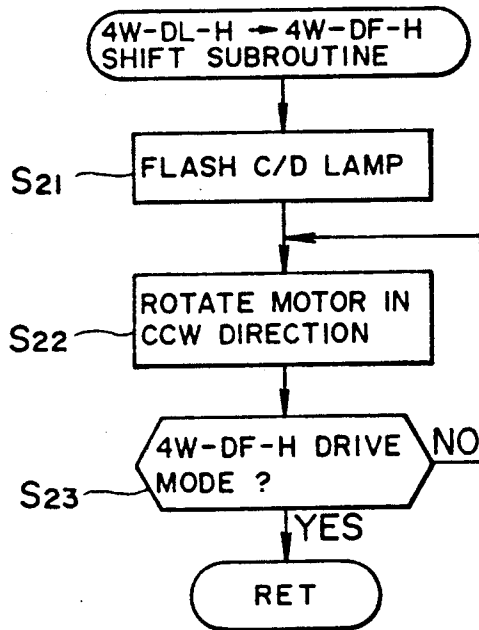 4W-DL-H → 4W-DF-H
SHIFT SUBROUTINE
S21
FLASH C/D LAMP
S22
ROTATE MOTOR IN
CCW DIRECTION
S23
4W-DF-H DRIVE
MODE ?
NO
YES
RET